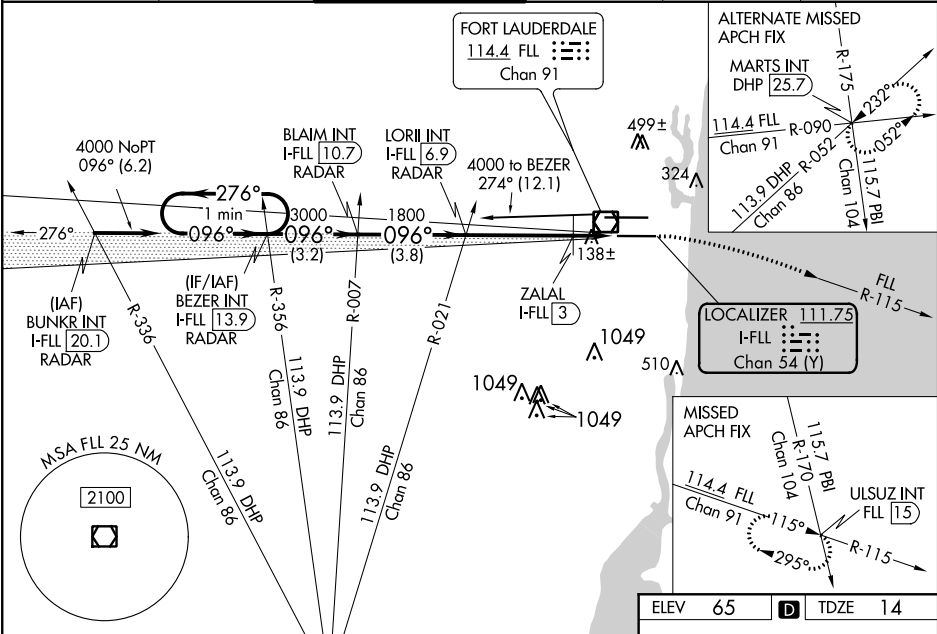 FORT LAUDERDALE
114.4 FLL
Chan 91
ALTERNATE MISSED
APCH FIX
MARTS INT
DHP 25.7
R-175
232°
052°
114.4 FLL
R-090
Chan 91
R-052
113.9 DHP
Chan 86
115.7 PBI
Chan 104
4000 NoPT
096° (6.2)
BLAIM INT
I-FLL 10.7
RADAR
LORII INT
I-FLL 6.9
RADAR
4000 to BEZER
274° (12.1)
499±
324
276°
1 min
3000
1800
276°
096°
096°
096°
(3.2)
(3.8)
138±
(IAF)
BUNKR INT
I-FLL 20.1
RADAR
(IF/IAF)
BEZER INT
I-FLL 13.9
RADAR
R-336
R-356
R-007
R-021
ZALAL
I-FLL 3
FLL
R-115
LOCALIZER 111.75
I-FLL
Chan 54 (Y)
1049
510
1049
1049
113.9 DHP
Chan 86
113.9 DHP
Chan 86
113.9 DHP
Chan 86
113.9 DHP
Chan 86
MSA FLL 25 NM
2100
MISSED
APCH FIX
115.7 PBI
R-170
Chan 104
114.4 FLL
Chan 91
115°
295°
ULSUZ INT
FLL 15
R-115
ELEV 65 D TDZE 14